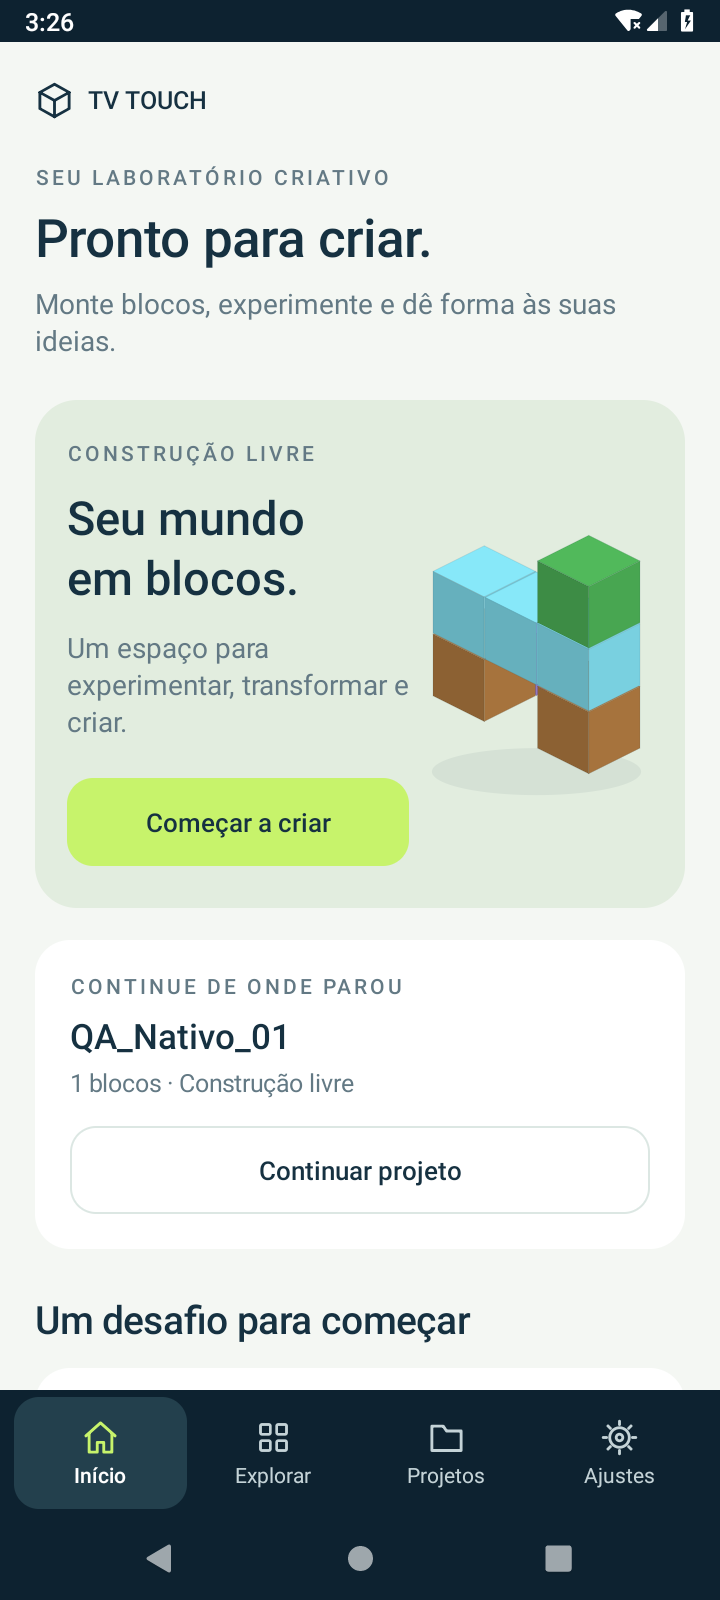 3:26
TV TOUCH
SEU LABORATÓRIO CRIATIVO
Pronto para criar.
Monte blocos, experimente e dê forma às suas
ideias.
CONSTRUÇÃO LIVRE
Seu mundo
em blocos.
Um espaço para
experimentar, transformar e
criar.
Começar a criar
CONTINUE DE ONDE PAROU
QA_Nativo_01
1 blocos · Construção livre
Continuar projeto
Um desafio para começar
Início
Explorar
Projetos
Ajustes